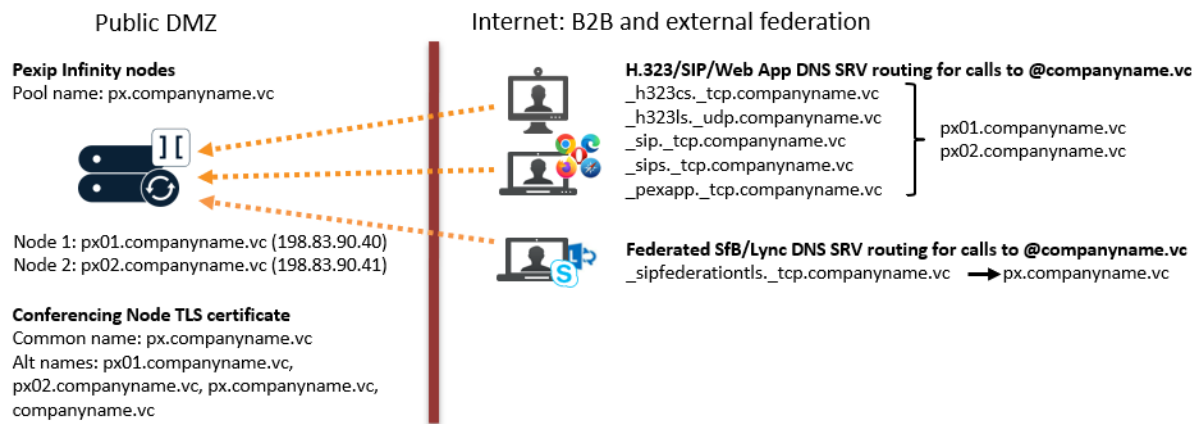 Public DMZ
Internet: B2B and external federation
Pexip Infinity nodes
Pool name: px.companyname.vc
][
Node 1: px01.companyname.vc (198.83.90.40)
Node 2: px02.companyname.vc (198.83.90.41)
Conferencing Node TLS certificate
Common name: px.companyname.vc
Alt names: px01.companyname.vc,
px02.companyname.vc, px.companyname.vc,
companyname.vc
H.323/SIP/Web App DNS SRV routing for calls to @companyname.vc
_h323cs._tcp.companyname.vc
_h323ls._udp.companyname.vc
_sip._tcp.companyname.vc
_sips._tcp.companyname.vc
_pexapp._tcp.companyname.vc
px01.companyname.vc
px02.companyname.vc
L
S
Federated SfB/Lync DNS SRV routing for calls to @companyname.vc
_sipfederationtls._tcp.companyname.vc px.companyname.vc